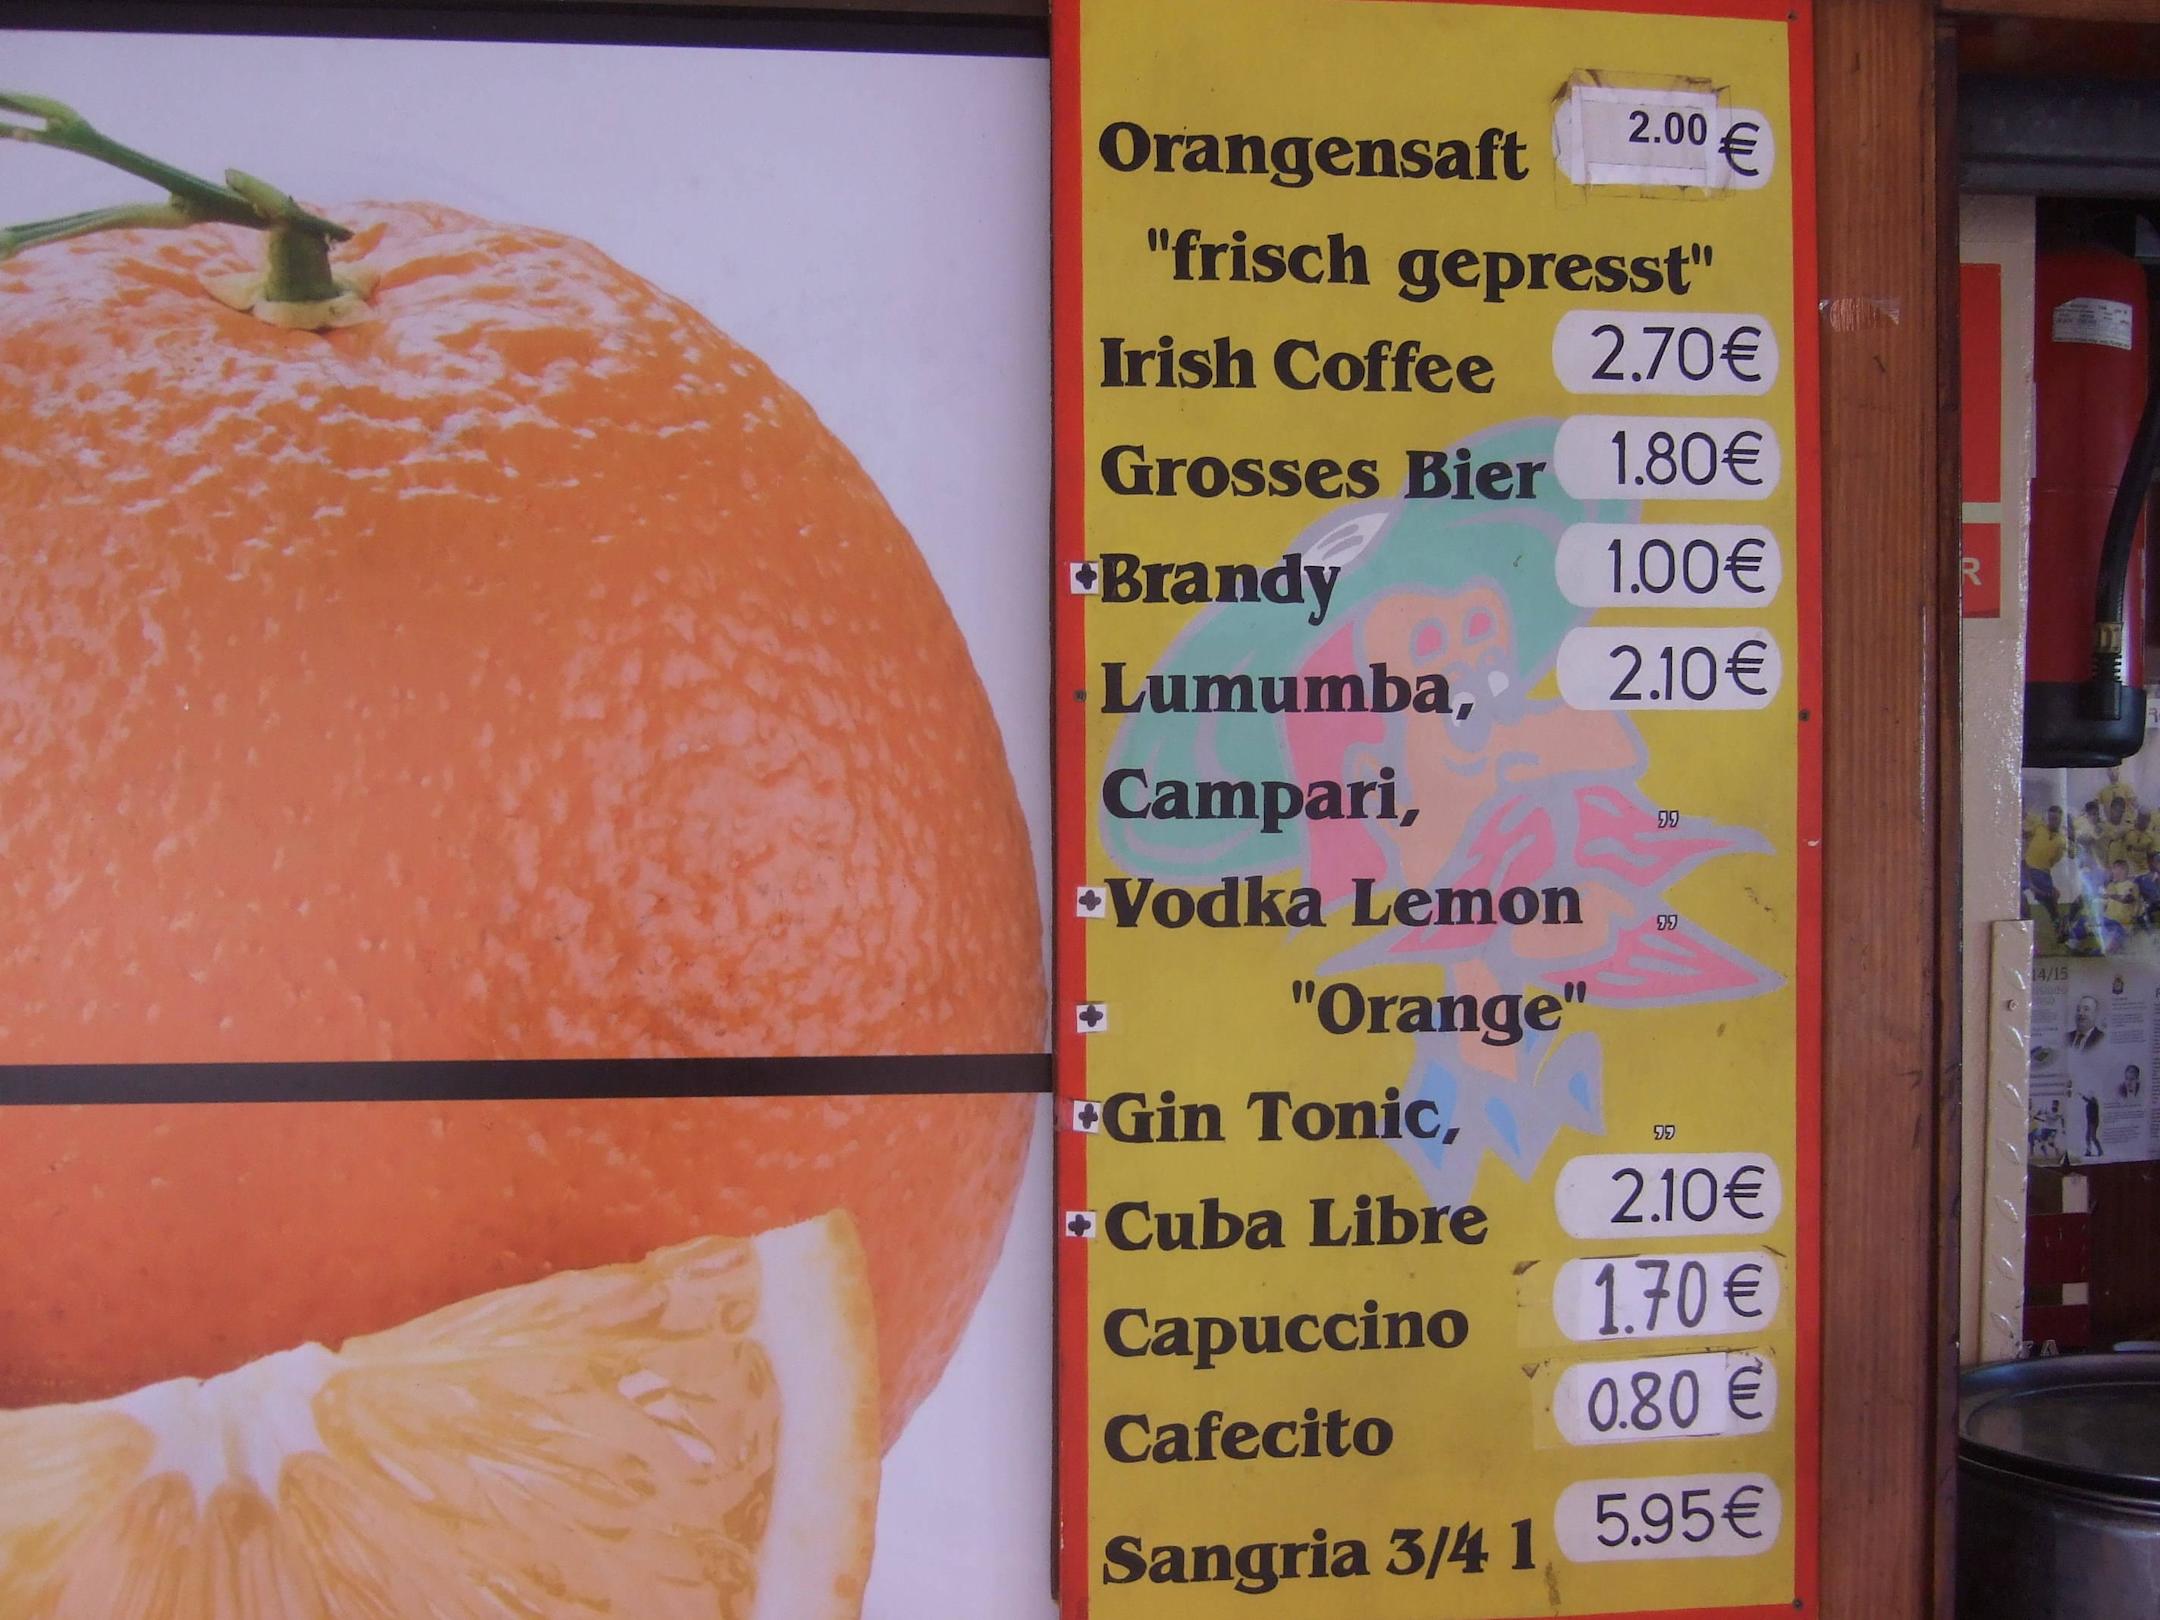 Orangensaft 2.00 €
"frisch gepresst"
Irish Coffee 2.70€
Grosses Bier 1.80€
+Brandy 1.00€
Lumumba, 2.10€
Campari, "
+Vodka Lemon "
+ "Orange"
+Gin Tonic, "
+Cuba Libre 2.10€
Capuccino 1.70 €
Cafecito 0.80 €
Sangria 3/4 l 5.95€
R
14/15